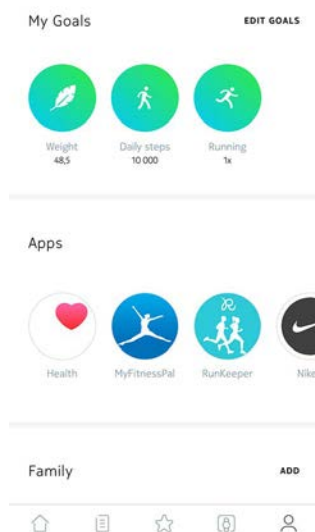 My Goals EDIT GOALS
Weight Daily steps Running
48,5 10 000 1x
Apps
Health MyFitnessPal RunKeeper Nike
Family ADD